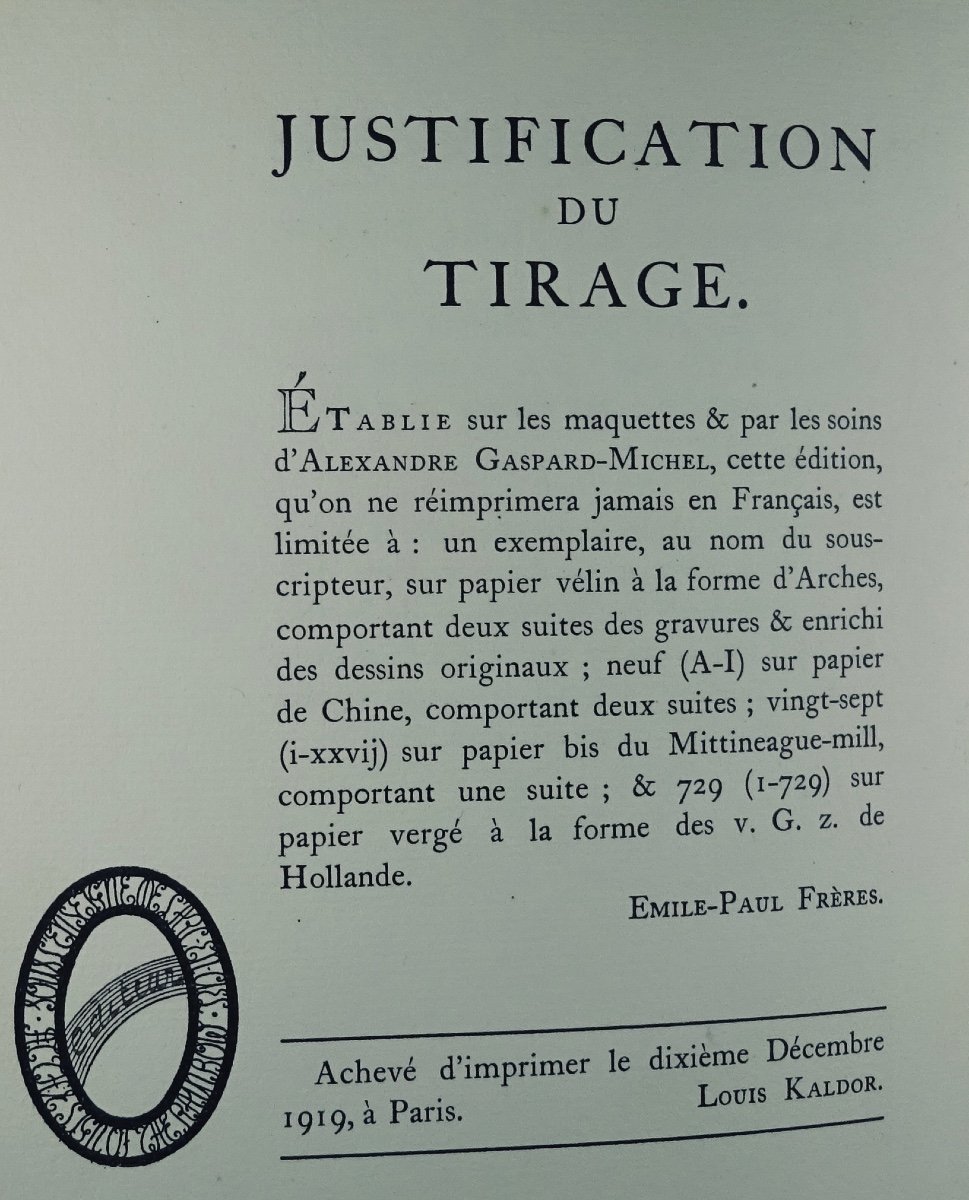 JUSTIFICATION
DU
TIRAGE.
ÉTABLIE sur les maquettes & par les soins
d'ALEXANDRE GASPARD-MICHEL, cette édition,
qu'on ne réimprimera jamais en Français, est
limitée à : un exemplaire, au nom du sous-
cripteur, sur papier vélin à la forme d'Arches,
comportant deux suites des gravures & enrichi
des dessins originaux ; neuf (A-I) sur papier
de Chine, comportant deux suites ; vingt-sept
(i-xxvij) sur papier bis du Mittineague-mill,
comportant une suite ; & 729 (1-729) sur
papier vergé à la forme des v. G. z. de
Hollande.
EMILE-PAUL FRÈRES.
Achevé d'imprimer le dixième Décembre
1919, à Paris. LOUIS KALDOR.